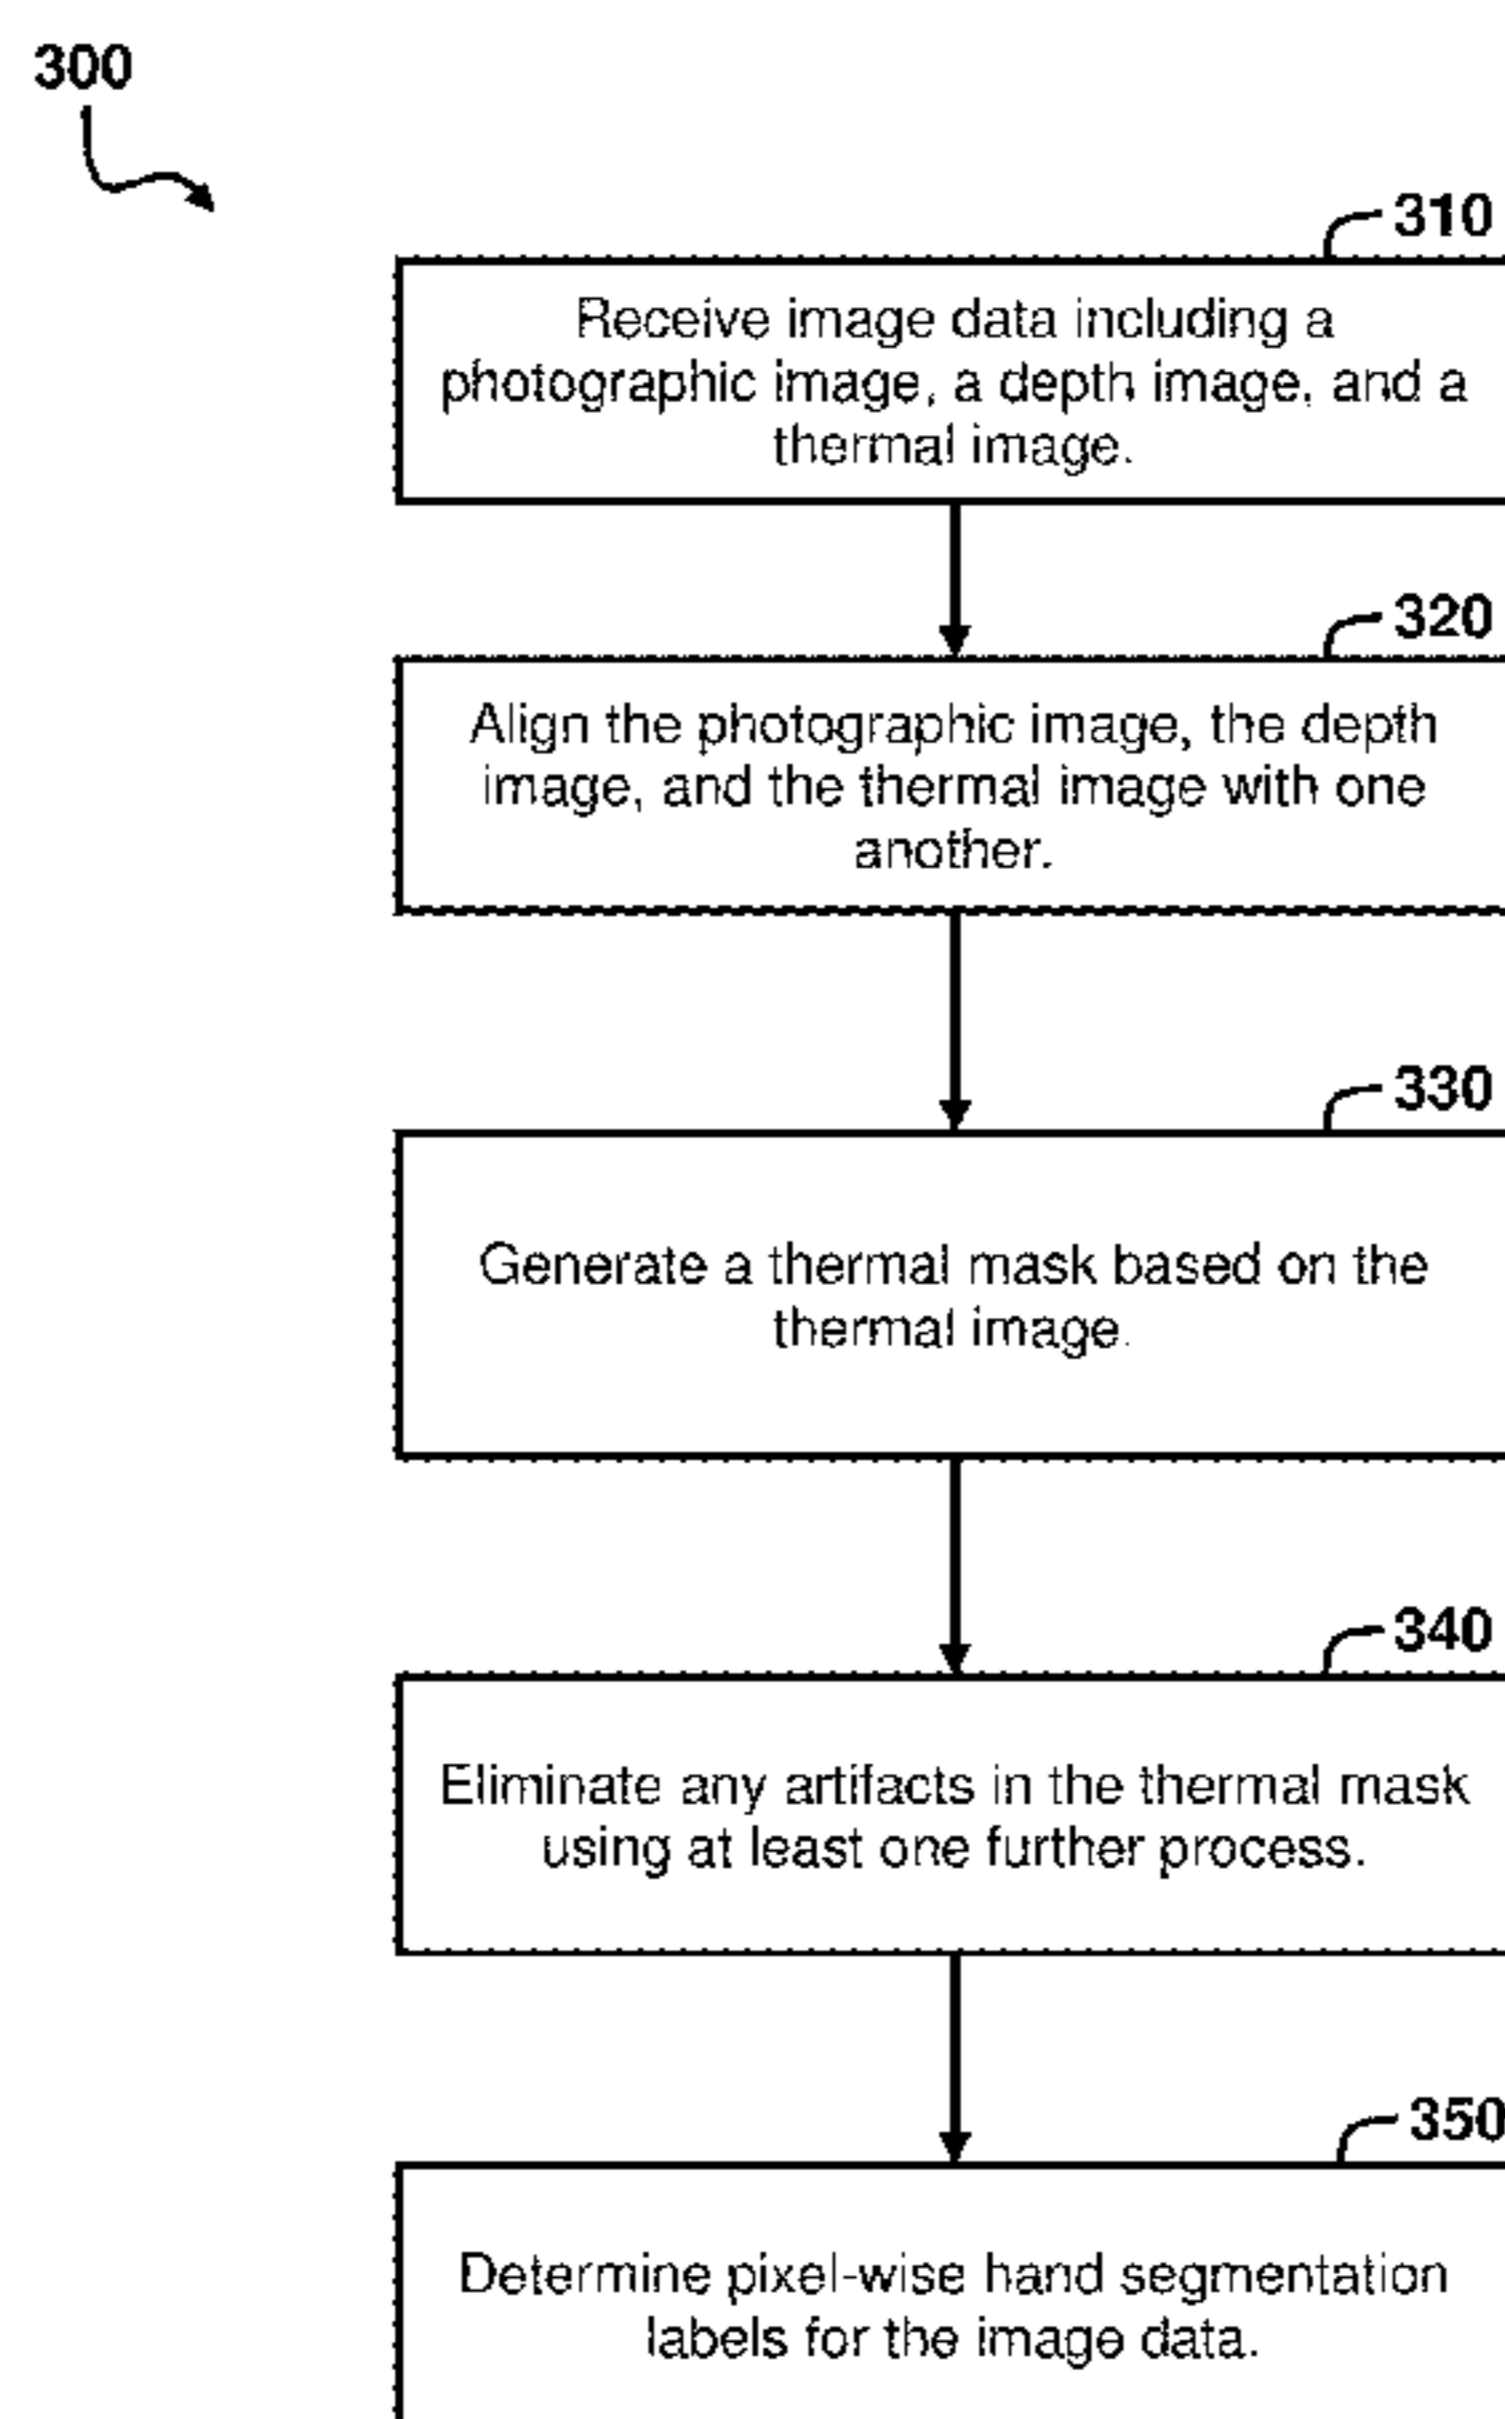 300
310
Receive image data including a
photographic image, a depth image, and a
thermal image.
320
Align the photographic image, the depth
image, and the thermal image with one
another.
330
Generate a thermal mask based on the
thermal image.
340
Eliminate any artifacts in the thermal mask
using at least one further process.
350
Determine pixel-wise hand segmentation
labels for the image data.